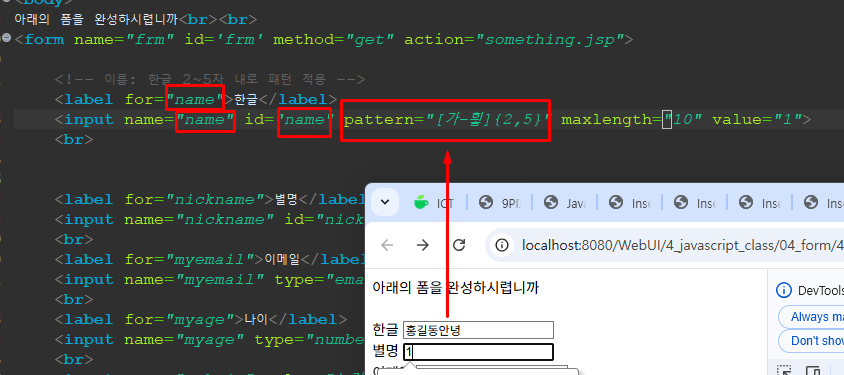 <body>
아래의 폼을 완성하시렵니까<br><br>
<form name="frm" id='frm' method="get" action="something.jsp">
<!-- 이름: 한글 2~5자 내로 패턴 적용 -->
<label for="name">한글</label>
<input name="name" id="name" pattern="[가-힇]{2,5}" maxlength="10" value="1">
<br>
<label for="nickname">별명</label>
<input name="nickname" id="nick
<br>
<label for="myemail">이메일</label>
<input name="myemail" type="ema
<br>
<label for="myage">나이</label>
<input name="myage" type="numbe
<br>
ICT
9PI
Java
Inse
Inse
Inse
Inse
localhost:8080/WebUI/4_javascript_class/04_form/4
아래의 폼을 완성하시렵니까
한글 홍길동안녕
별명 1
DevTools
Always ma
Don't show